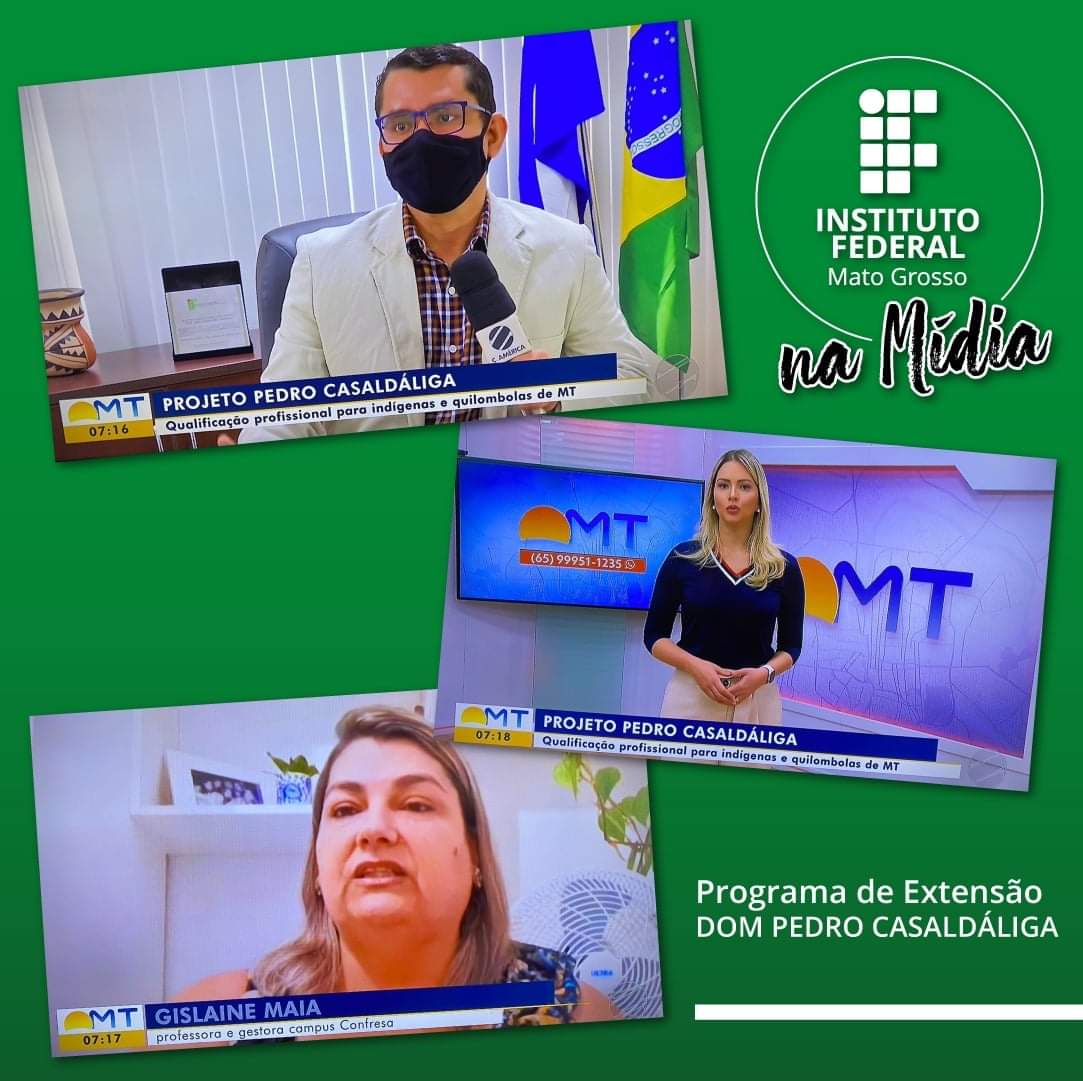 INSTITUTO
FEDERAL
Mato Grosso
na Mídia
OGRESSO
C. AMÉRICA
MT
07:16
PROJETO PEDRO CASALDÁLIGA
Qualificação profissional para indígenas e quilombolas de MT
MT
(65) 99951-1235
MT
MT
07:18
PROJETO PEDRO CASALDÁLIGA
Qualificação profissional para indígenas e quilombolas de MT
MT
07:17
GISLAINE MAIA
professora e gestora campus Confresa
Programa de Extensão
DOM PEDRO CASALDÁLIGA